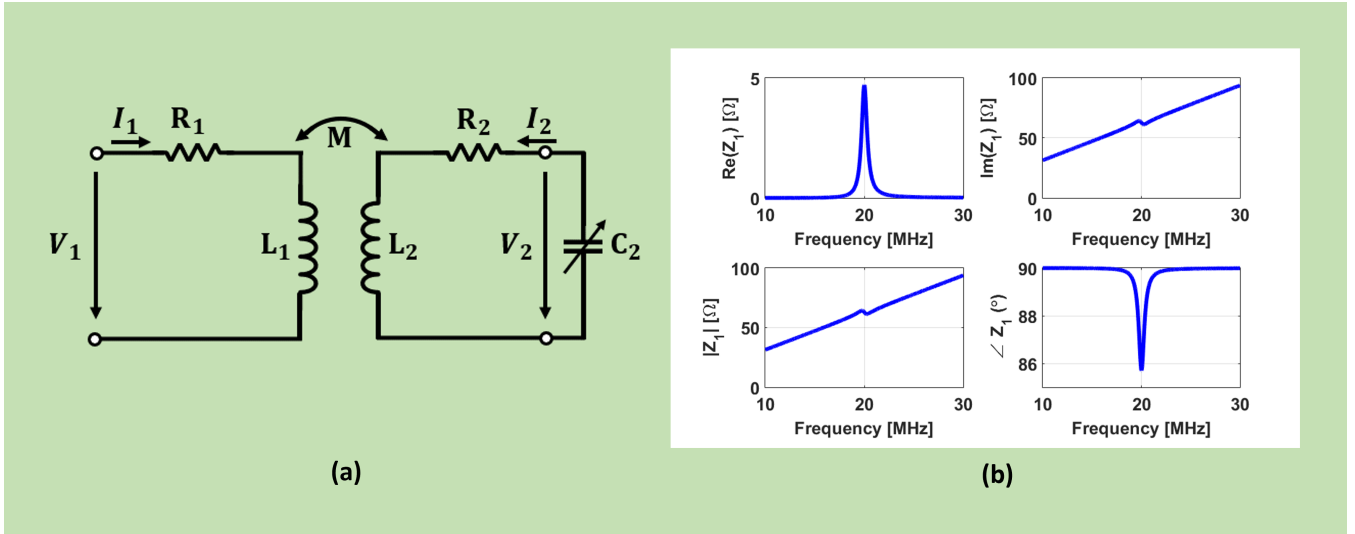 I₁ R₁ M R₂ I₂
V₁ L₁ L₂ V₂ C₂
(a)
Re(Z₁) [Ω]
5
0
10 20 30
Frequency [MHz]
Im(Z₁) [Ω]
100
50
0
10 20 30
Frequency [MHz]
|Z₁| [Ω]
100
50
0
10 20 30
Frequency [MHz]
∠ Z₁ (°)
90
88
86
10 20 30
Frequency [MHz]
(b)